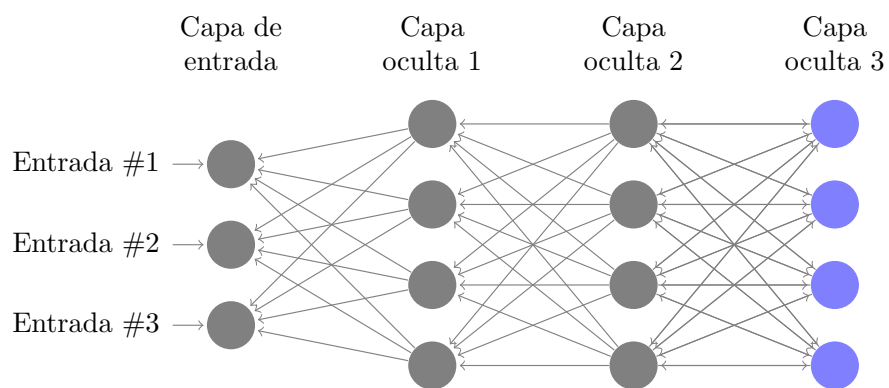 Capa de
entrada
Capa
oculta 1
Capa
oculta 2
Capa
oculta 3
Entrada #1
Entrada #2
Entrada #3